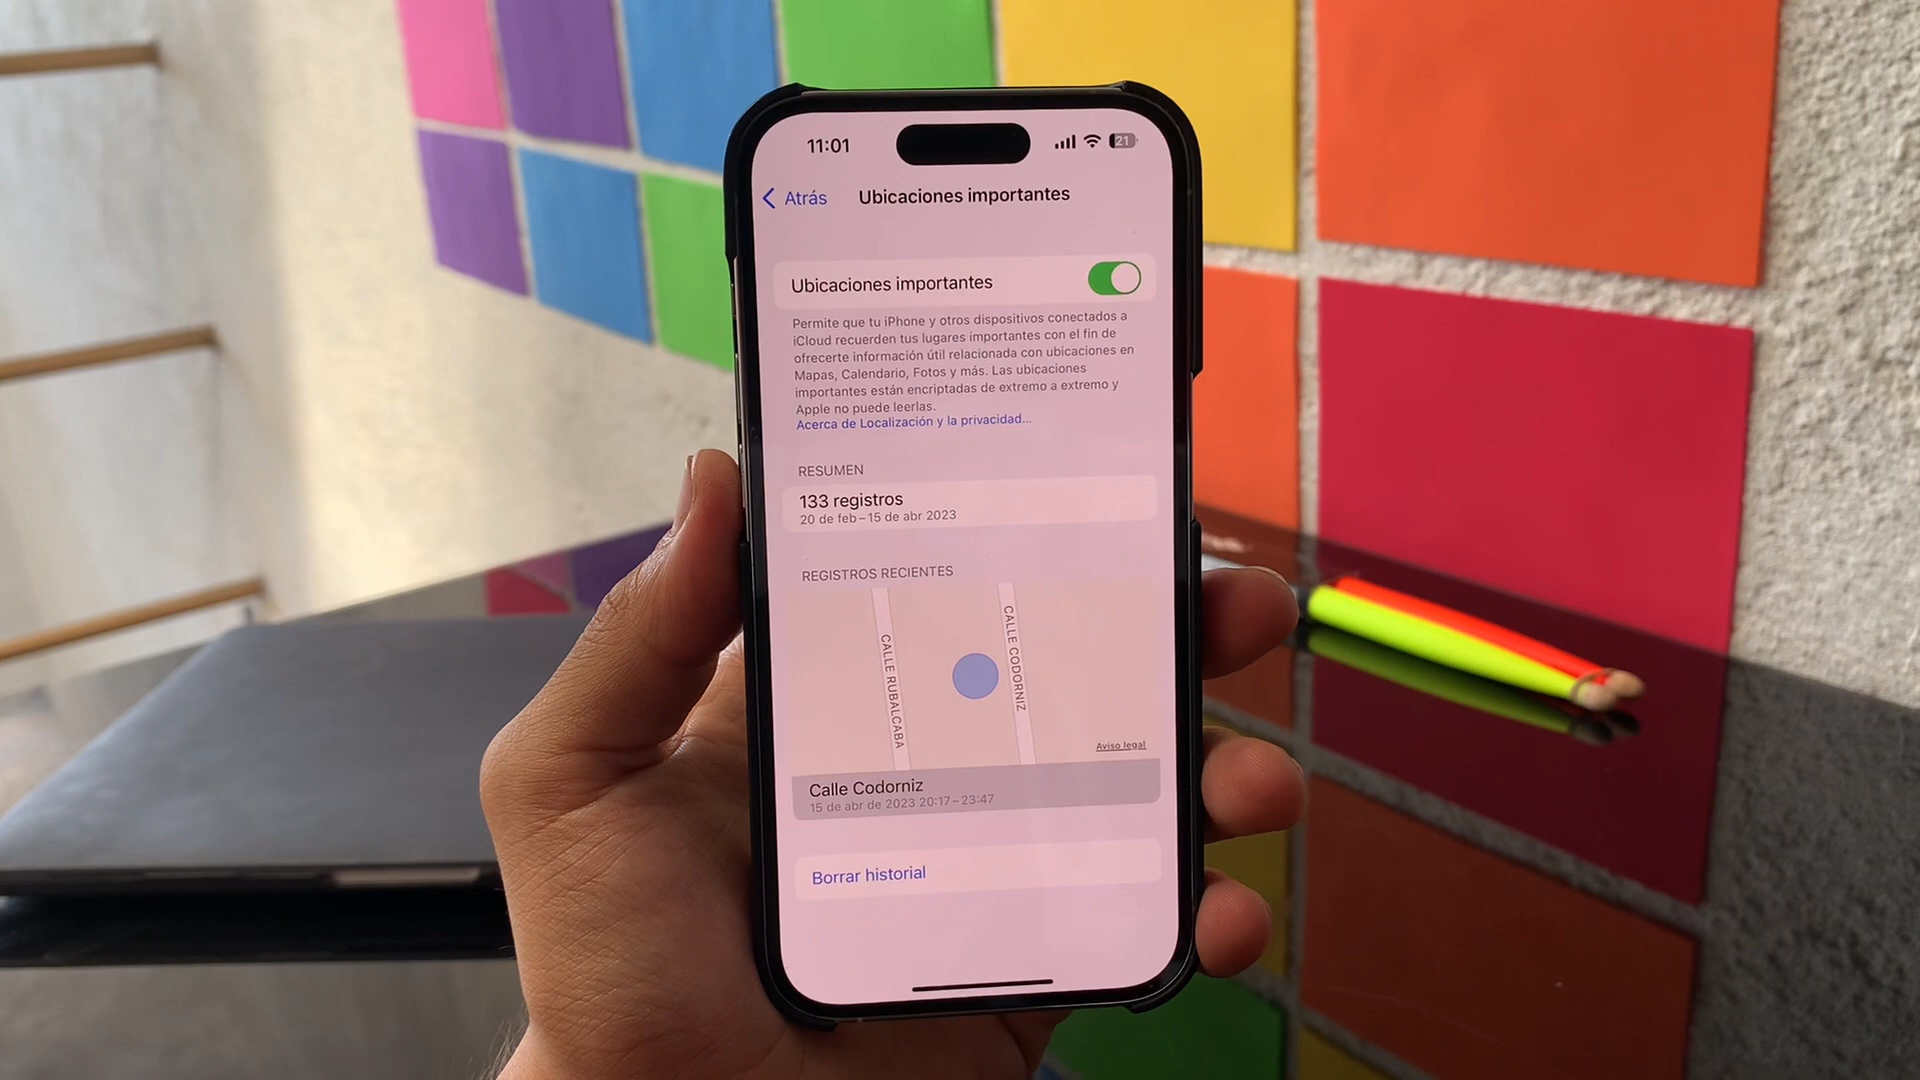 11:01
21
Atrás
Ubicaciones importantes
Ubicaciones importantes
Permite que tu iPhone y otros dispositivos conectados a
iCloud recuerden tus lugares importantes con el fin de
ofrecerte información útil relacionada con ubicaciones en
Mapas, Calendario, Fotos y más. Las ubicaciones
importantes están encriptadas de extremo a extremo y
Apple no puede leerlas.
Acerca de Localización y la privacidad...
RESUMEN
133 registros
20 de feb – 15 de abr 2023
REGISTROS RECIENTES
CALLE RUBALCABA
CALLE CODORNIZ
Aviso legal
Calle Codorniz
15 de abr de 2023 20:17 – 23:47
Borrar historial